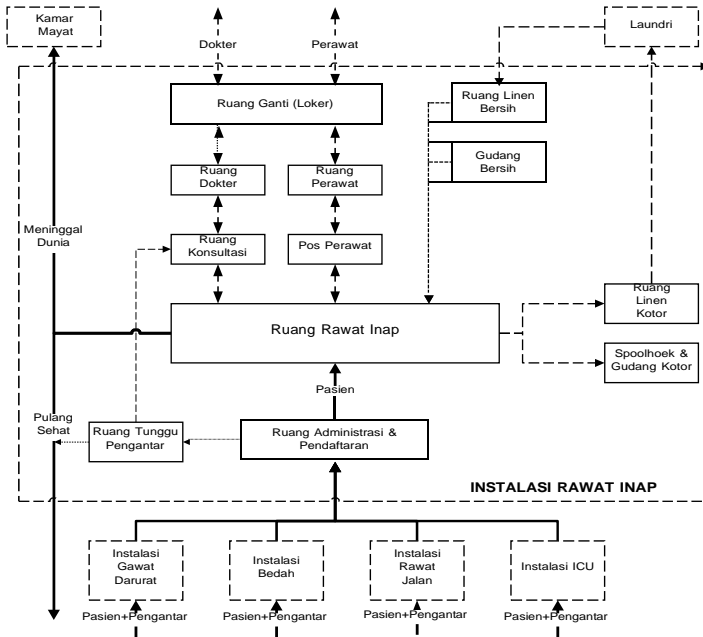 Kamar
Mayat
Laundri
Dokter
Perawat
Ruang Ganti (Loker)
Ruang Linen
Bersih
Gudang
Bersih
Ruang
Dokter
Ruang
Perawat
Meninggal
Dunia
Ruang
Konsultasi
Pos Perawat
Ruang
Linen
Kotor
Ruang Rawat Inap
Spoolhoek &
Gudang Kotor
Pasien
Pulang
Sehat
Ruang Tunggu
Pengantar
Ruang Administrasi &
Pendaftaran
INSTALASI RAWAT INAP
Instalasi
Gawat
Darurat
Instalasi
Bedah
Instalasi
Rawat
Jalan
Instalasi ICU
Pasien+Pengantar
Pasien+Pengantar
Pasien+Pengantar
Pasien+Pengantar